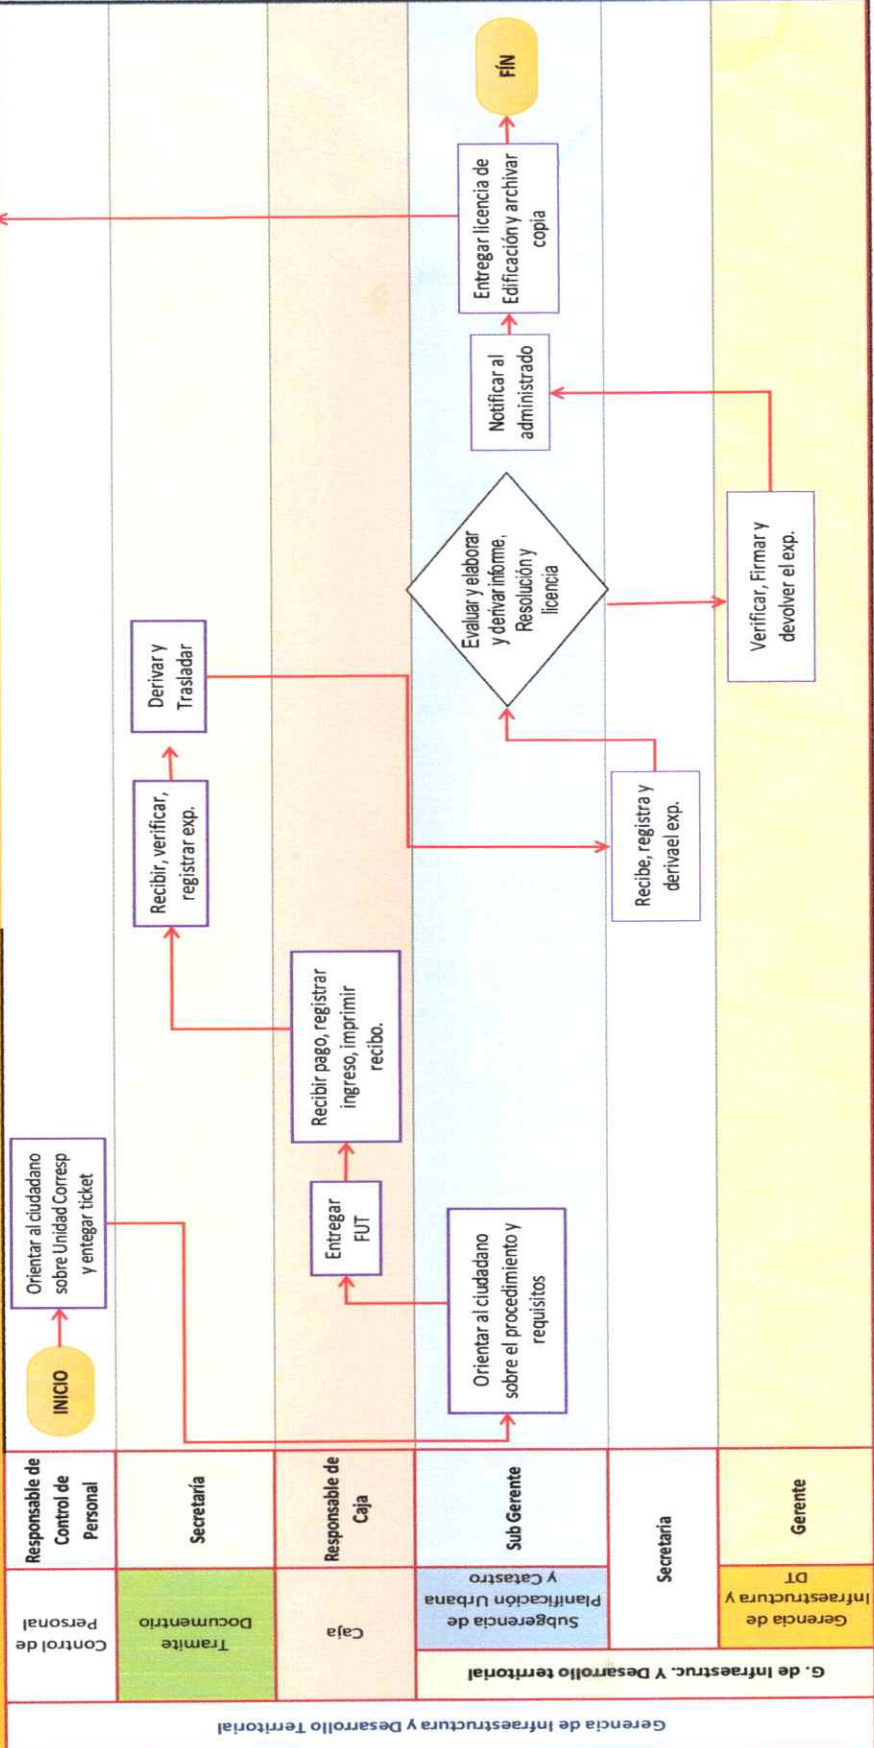 Gerencia de Infraestructura y Desarrollo Territorial
Control de
Personal
Responsable de
Control de
Personal
INICIO
Orientar al ciudadano
sobre Unidad Corresp
y entegar ticket
Tramite
Documentrio
Secretaría
Recibir, verificar,
registrar exp.
Derivar y
Trasladar
Caja
Responsable de
Caja
Entregar
FUT
Recibir pago, registrar
ingreso, imprimir
recibo.
G. de Infraestruc. Y Desarrollo territorial
Subgerencia de
Planificación Urbana
y Catastro
Sub Gerente
Orientar al ciudadano
sobre el procedimiento y
requisitos
Evaluar y elaborar
y derivar informe,
Resolución y
licencia
Notificar al
administrado
Entregar licencia de
Edificación y archivar
copia
FÍN
Secretaria
Recibe, registra y
derivael exp.
Gerencia de
Infraestructura y
DT
Gerente
Verificar, Firmar y
devolver el exp.